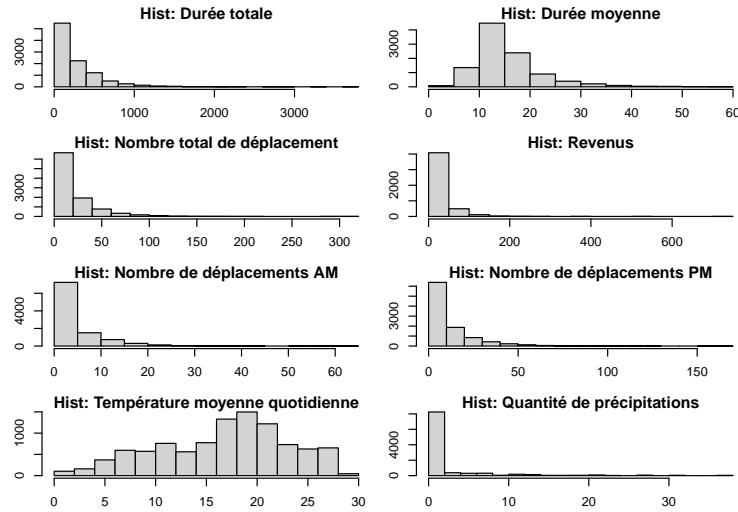 Hist: Durée totale
0 3000
0 1000 2000 3000
Hist: Durée moyenne
0 3000
0 10 20 30 40 50 60
Hist: Nombre total de déplacement
0 3000
0 50 100 150 200 250 300
Hist: Revenus
0 4000
0 200 400 600
Hist: Nombre de déplacements AM
0 4000
0 10 20 30 40 50 60
Hist: Nombre de déplacements PM
0 3000
0 50 100 150
Hist: Température moyenne quotidienne
0 1000
0 5 10 15 20 25 30
Hist: Quantité de précipitations
0 4000
0 10 20 30